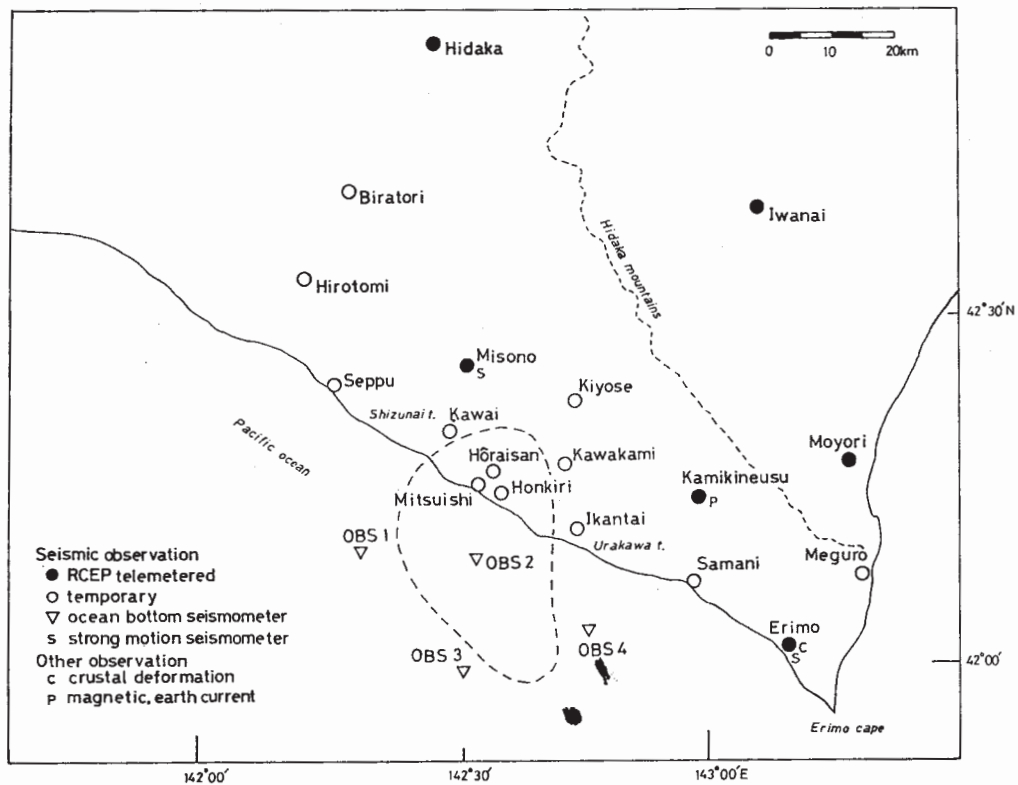 Hidaka
0 10 20km
Biratori
Iwanai
Hirotomi
Hidaka mountains
42°30′N
Misono
S
Seppu
Kiyose
Shizunai t.
Kawai
Pacific ocean
Moyori
Hôraisan
Kawakami
Kamikineusu
P
Mitsuishi
Honkiri
Ikantai
OBS 1
Urakawa t.
OBS 2
Samani
Meguro
Seismic observation
RCEP telemetered
temporary
ocean bottom seismometer
S strong motion seismometer
Other observation
C crustal deformation
P magnetic, earth current
Erimo
C
S
OBS 3
OBS 4
42°00′
Erimo cape
142°00′
142°30′
143°00′E